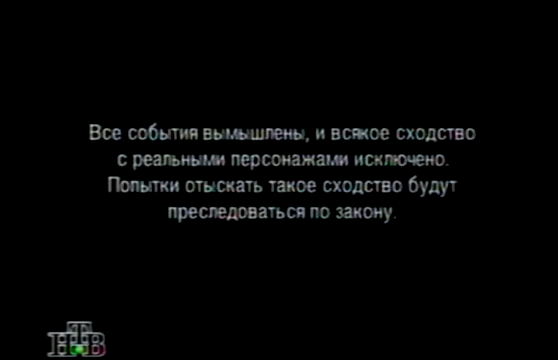 Все события вымышлены, и всякое сходство
с реальными персонажами исключено.
Попытки отыскать такое сходство будут
преследоваться по закону.
НТВ